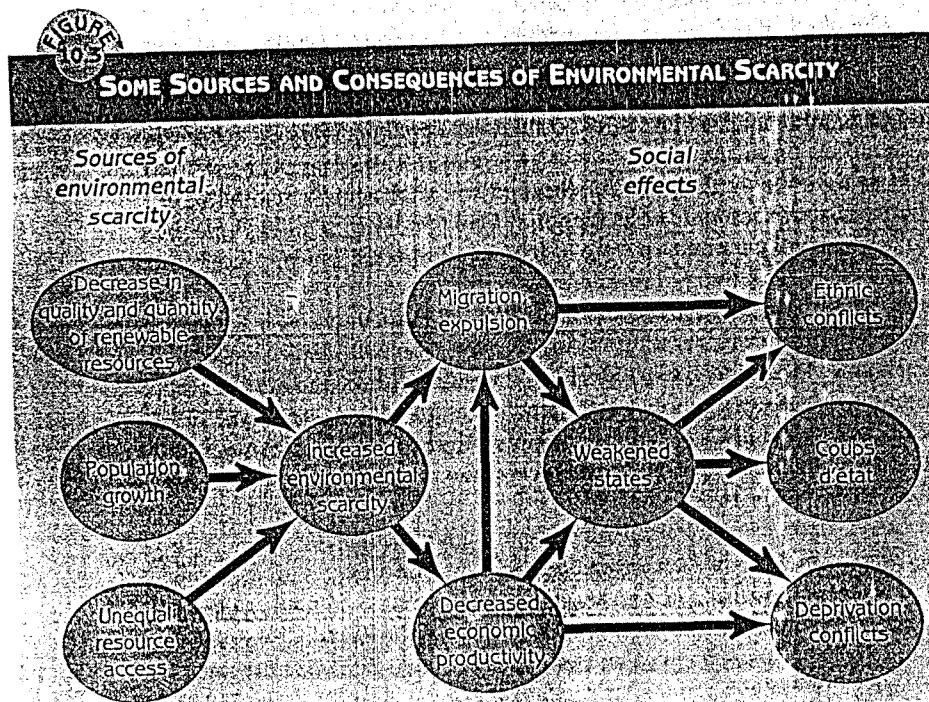 FIGURE
10.3
SOME SOURCES AND CONSEQUENCES OF ENVIRONMENTAL SCARCITY
Sources of
environmental
scarcity
Social
effects
Decrease in
quality and quantity
of renewable
resources
Population
growth
Unequal
resource
access
Increased
environmental
scarcity
Migration,
expulsion
Decreased
economic
productivity
Weakened
states
Ethnic
conflicts
Coups
d'etat
Deprivation
conflicts